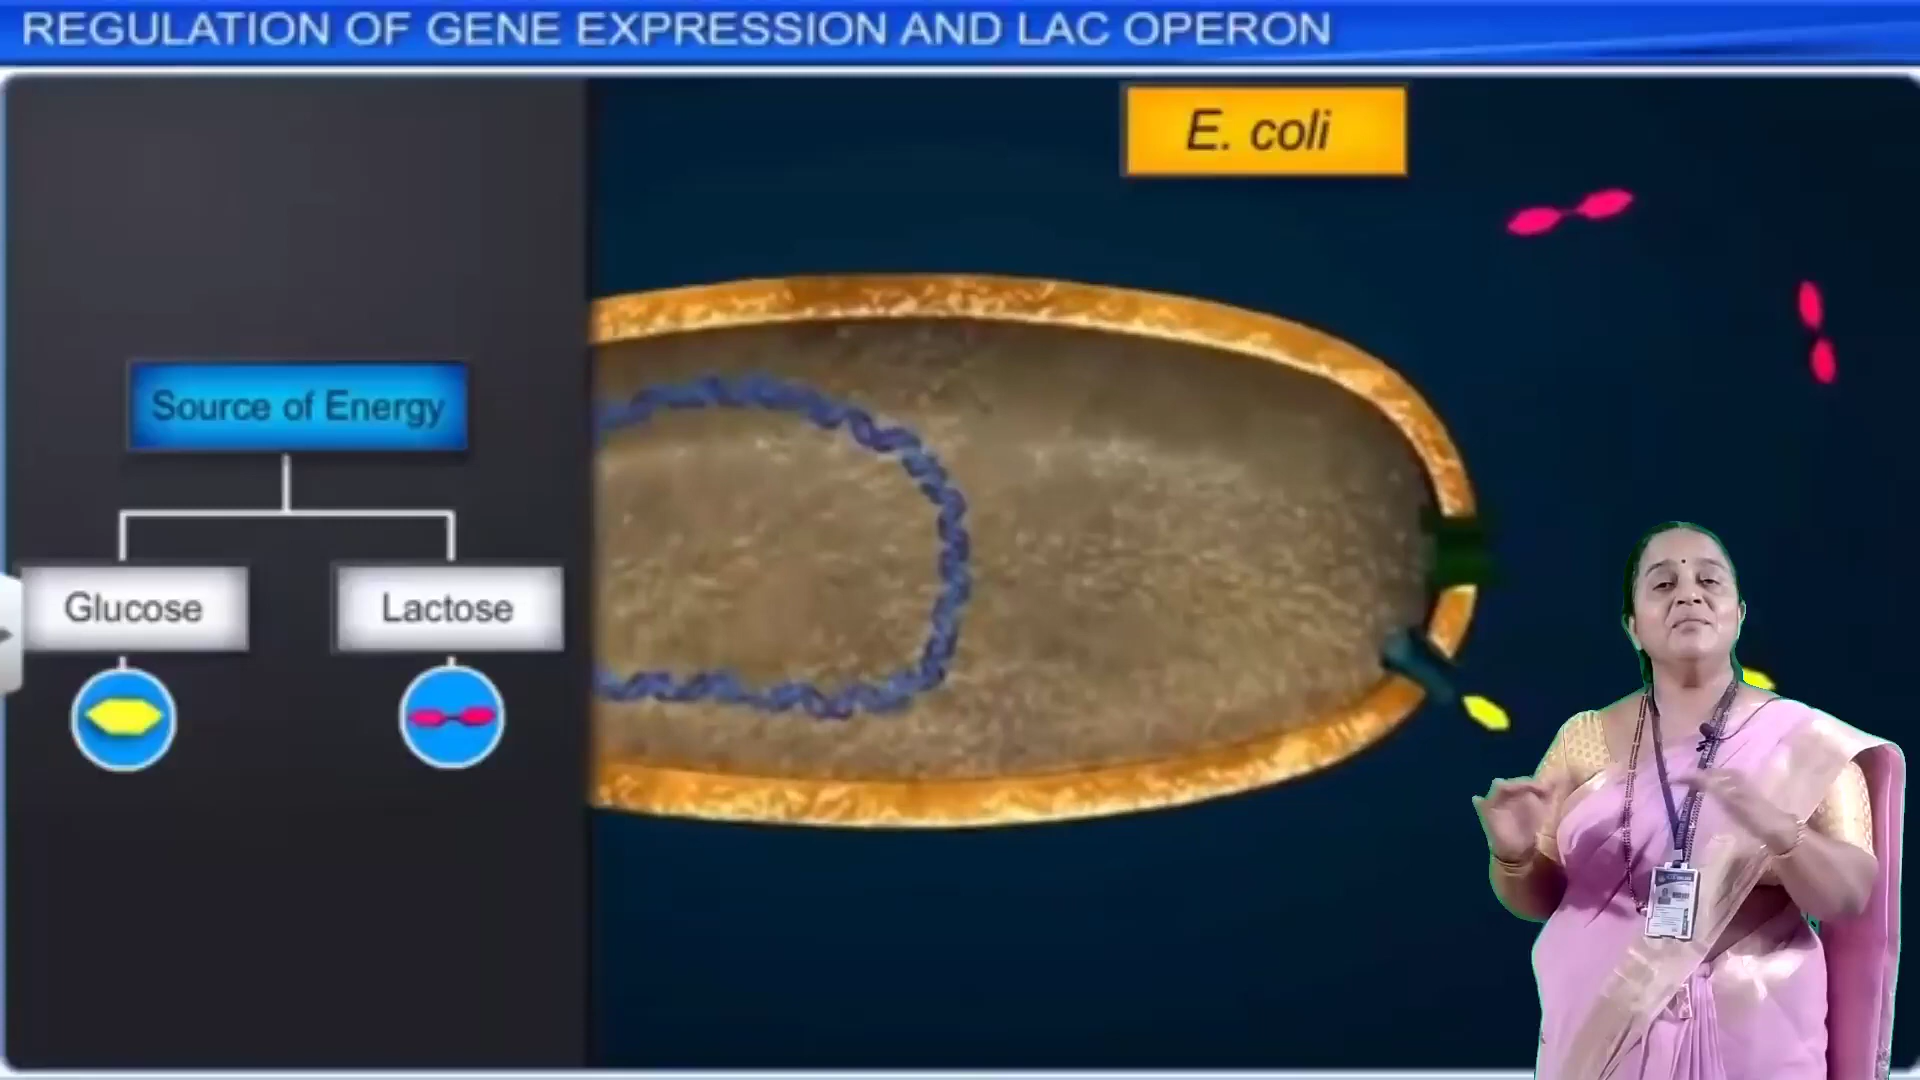 REGULATION OF GENE EXPRESSION AND LAC OPERON
E. coli
Source of Energy
Glucose
Lactose